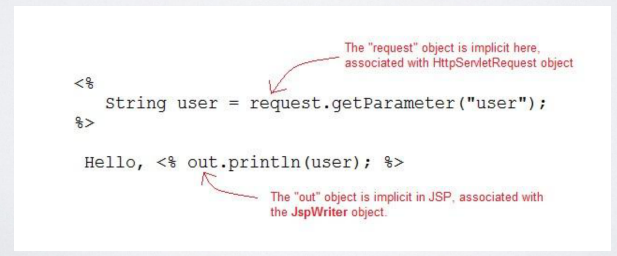 The "request" object is implicit here,
associated with HttpServletRequest object
<%
String user = request.getParameter("user");
%>
Hello, <% out.println(user); %>
The "out" object is implicit in JSP, associated with
the JspWriter object.